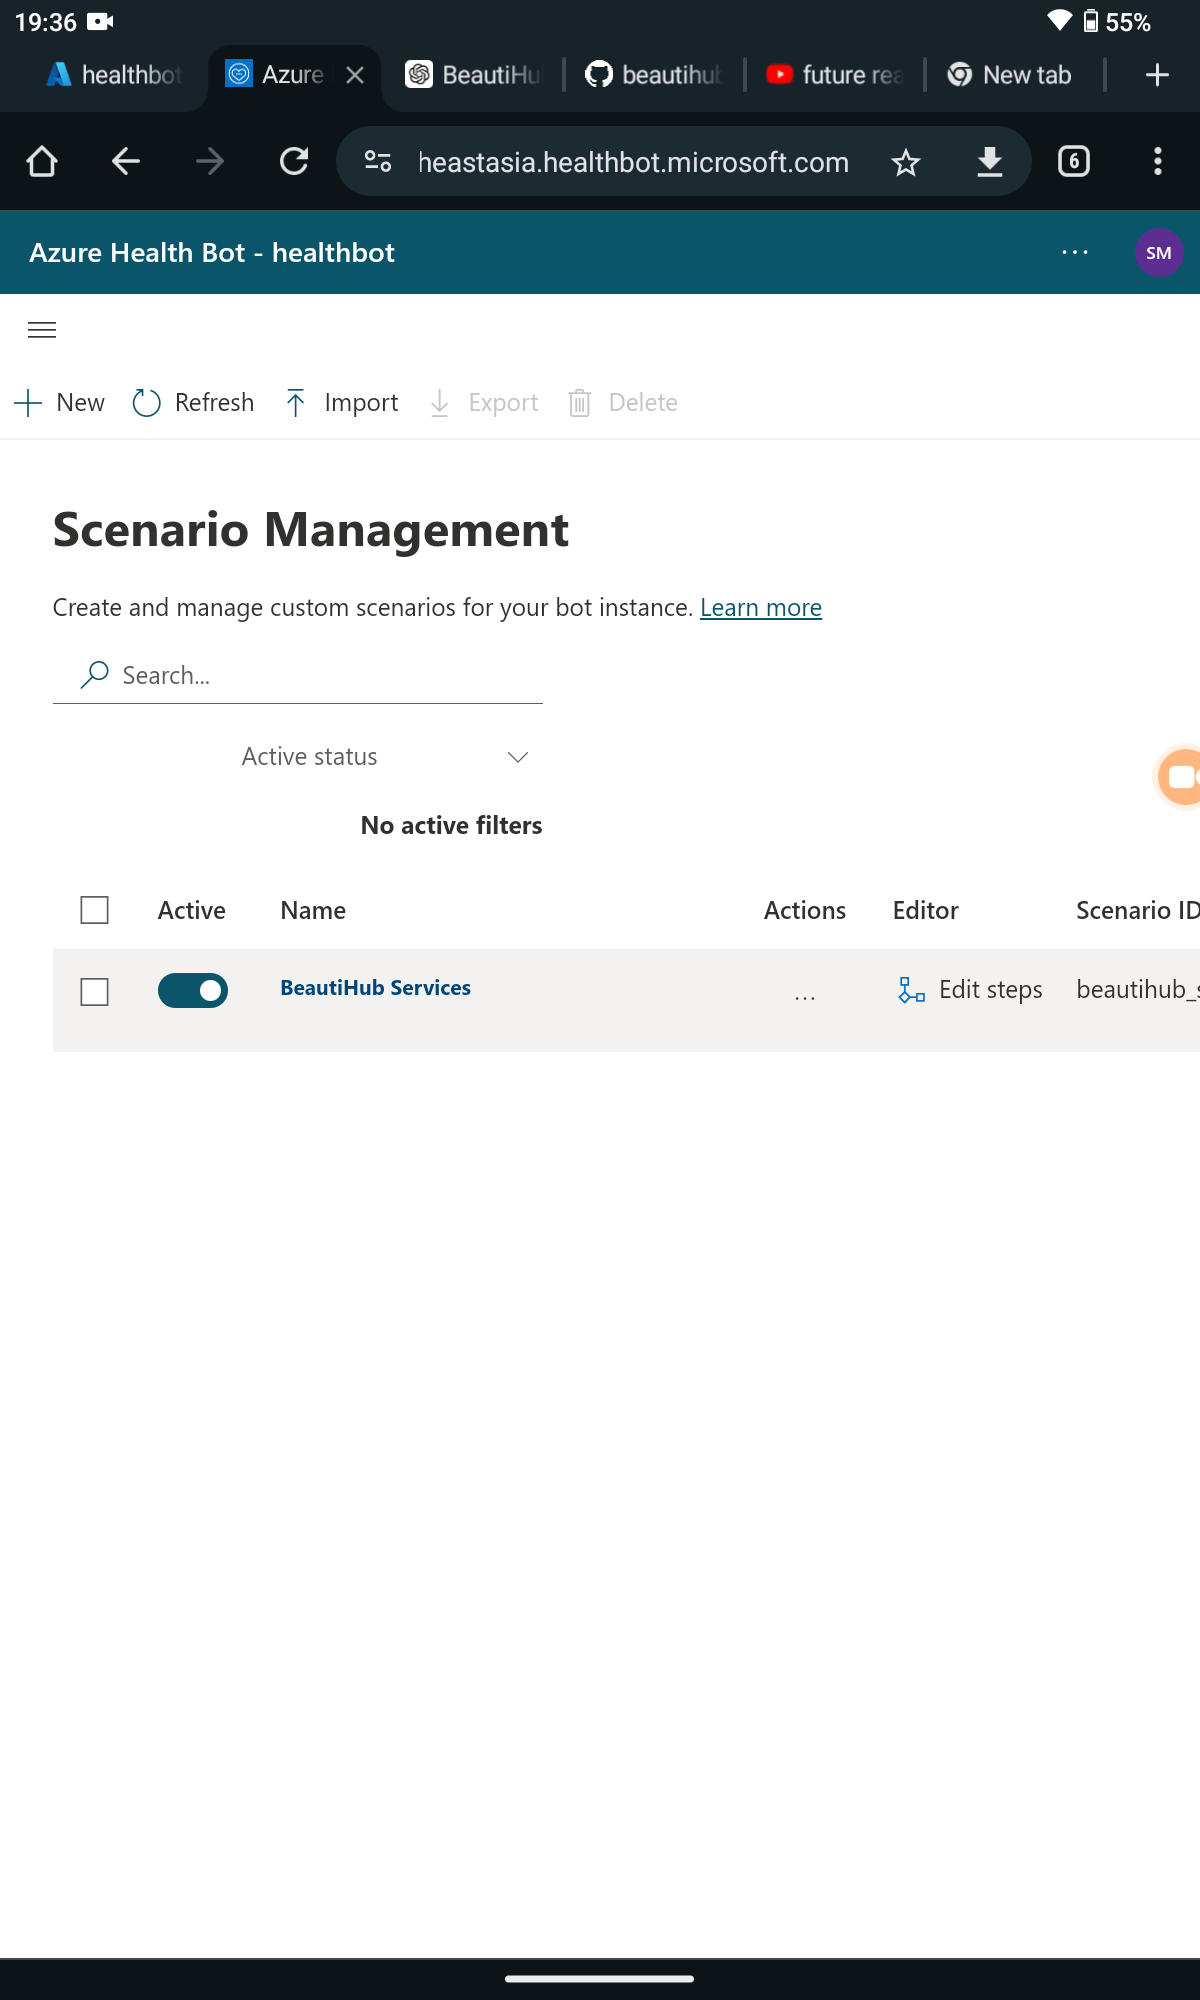 19:36 55%
healthbot Azure BeautiHu beautihub future rea New tab
heastasia.healthbot.microsoft.com 6
Azure Health Bot - healthbot ... SM
New Refresh Import Export Delete
Scenario Management
Create and manage custom scenarios for your bot instance. Learn more
Search...
Active status
No active filters
Active Name Actions Editor Scenario ID
BeautiHub Services ... Edit steps beautihub_s